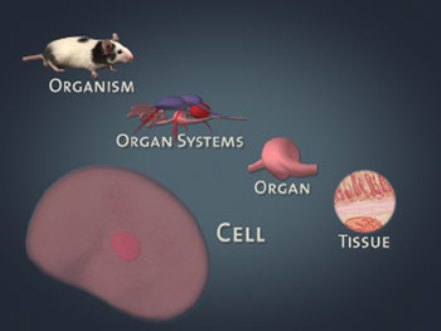 Organism
Organ Systems
Organ
Cell
Tissue